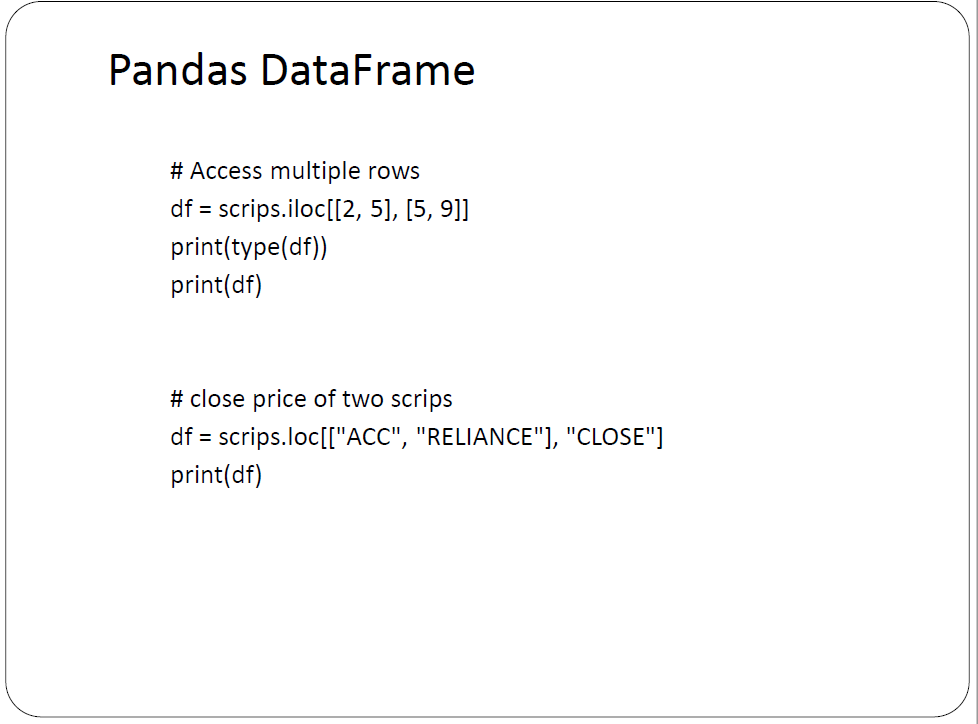 Pandas DataFrame
# Access multiple rows
df = scrips.iloc[[2, 5], [5, 9]]
print(type(df))
print(df)
# close price of two scrips
df = scrips.loc[["ACC", "RELIANCE"], "CLOSE"]
print(df)